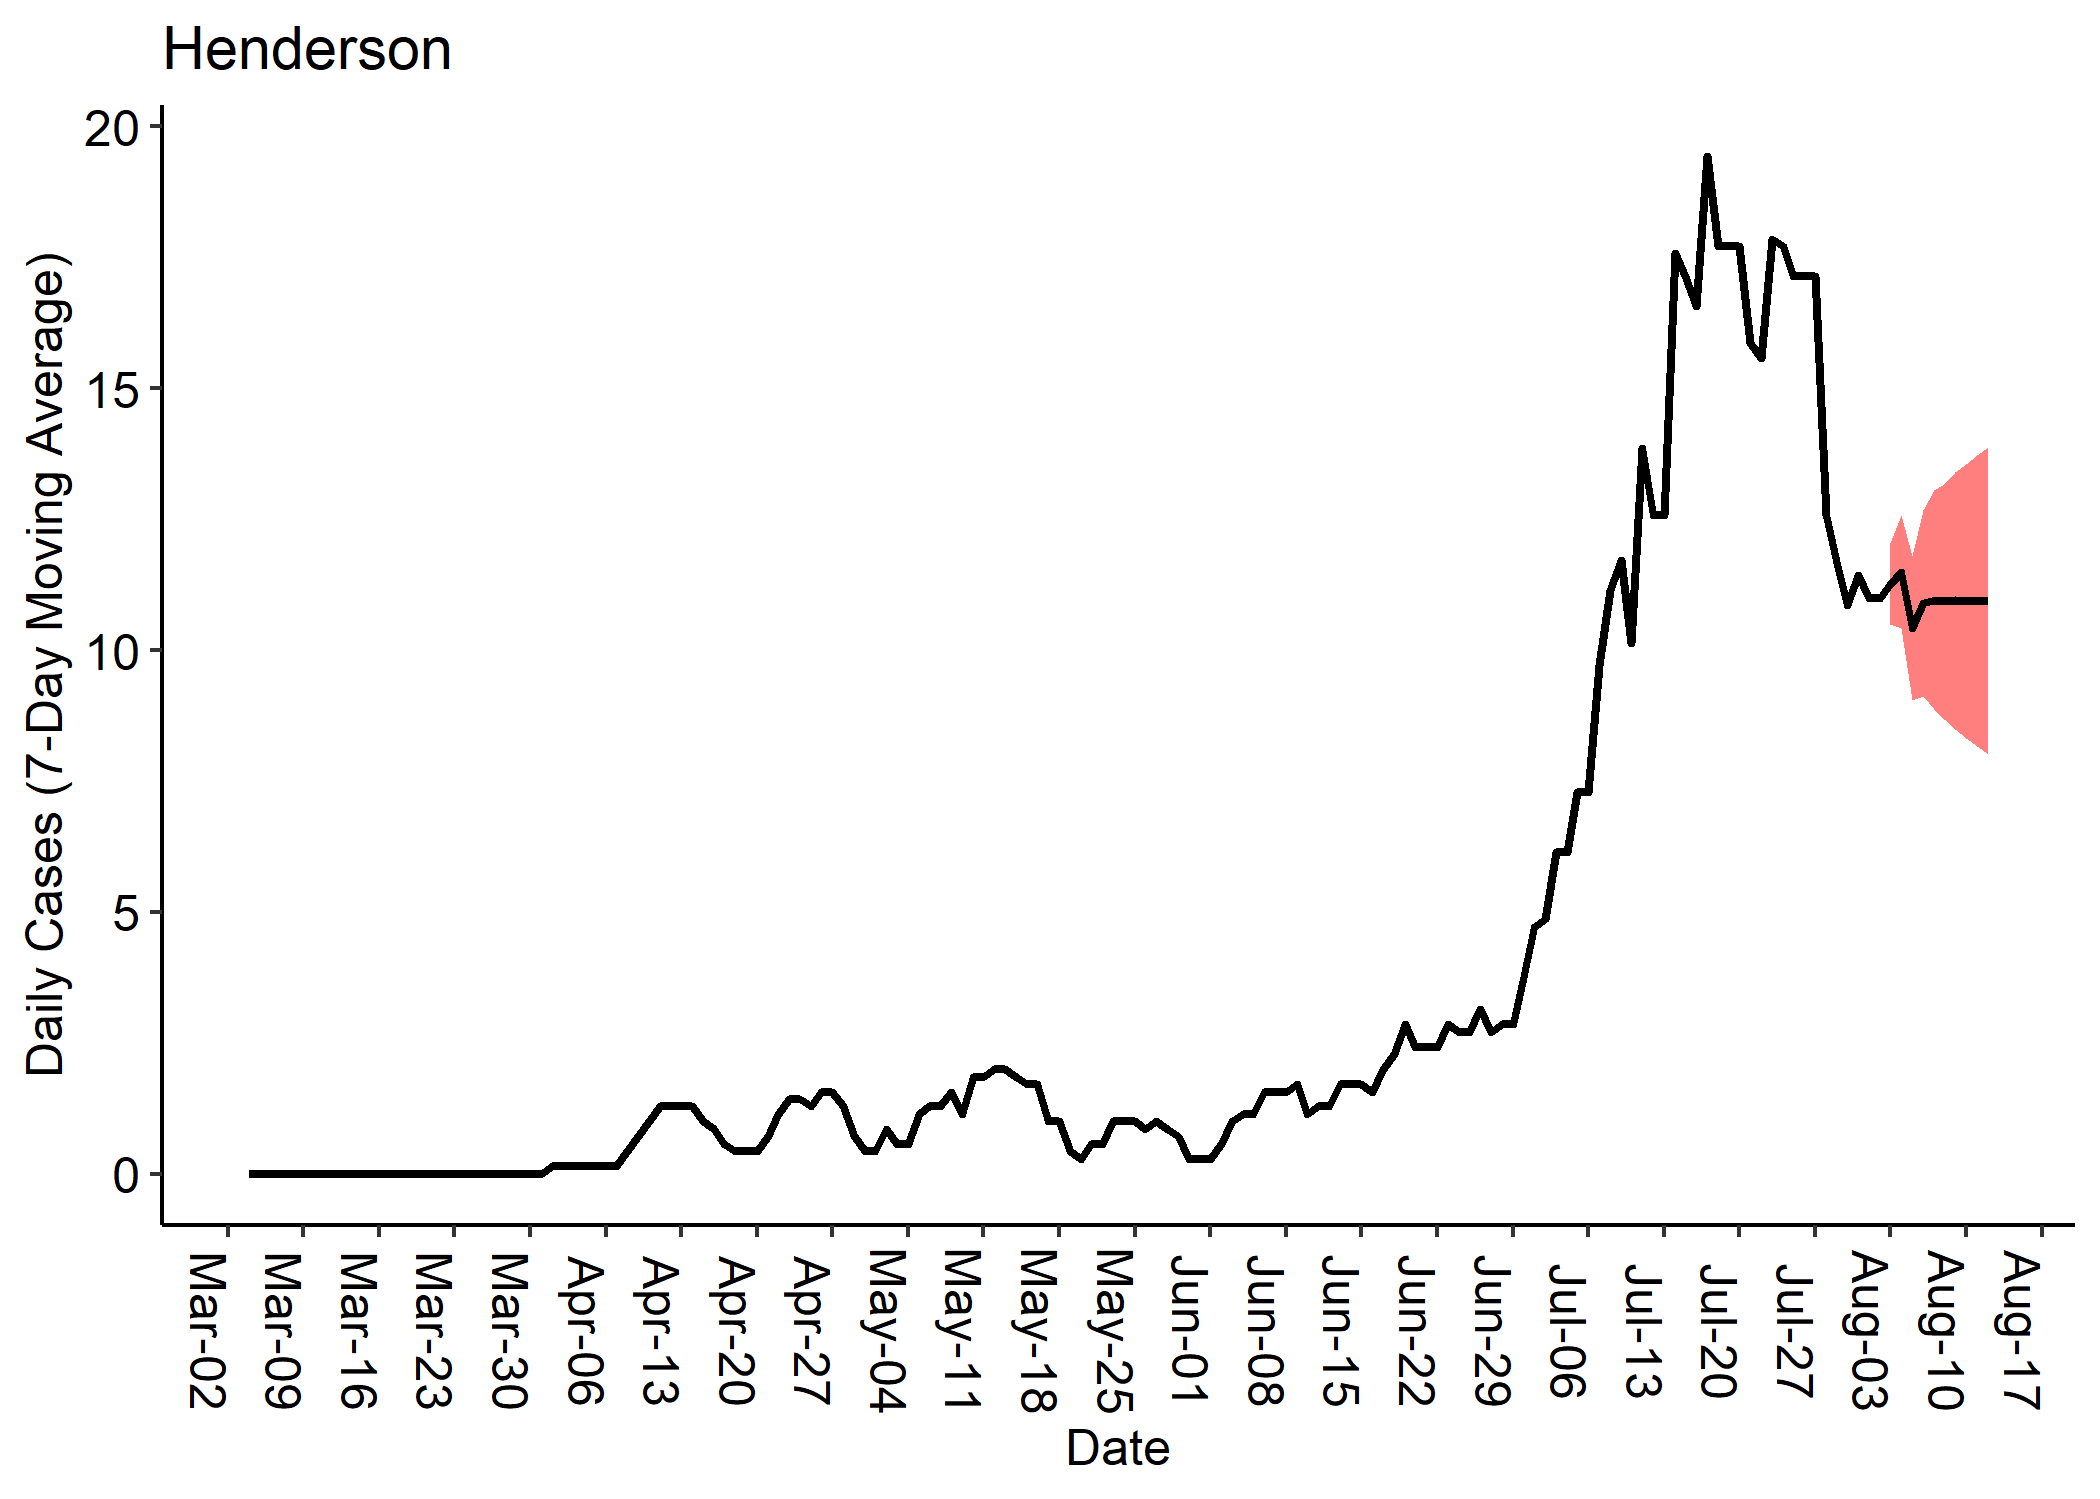 Henderson
Daily Cases (7-Day Moving Average)
20
15
10
5
0
Mar-02
Mar-09
Mar-16
Mar-23
Mar-30
Apr-06
Apr-13
Apr-20
Apr-27
May-04
May-11
May-18
May-25
Jun-01
Jun-08
Jun-15
Jun-22
Jun-29
Jul-06
Jul-13
Jul-20
Jul-27
Aug-03
Aug-10
Aug-17
Date